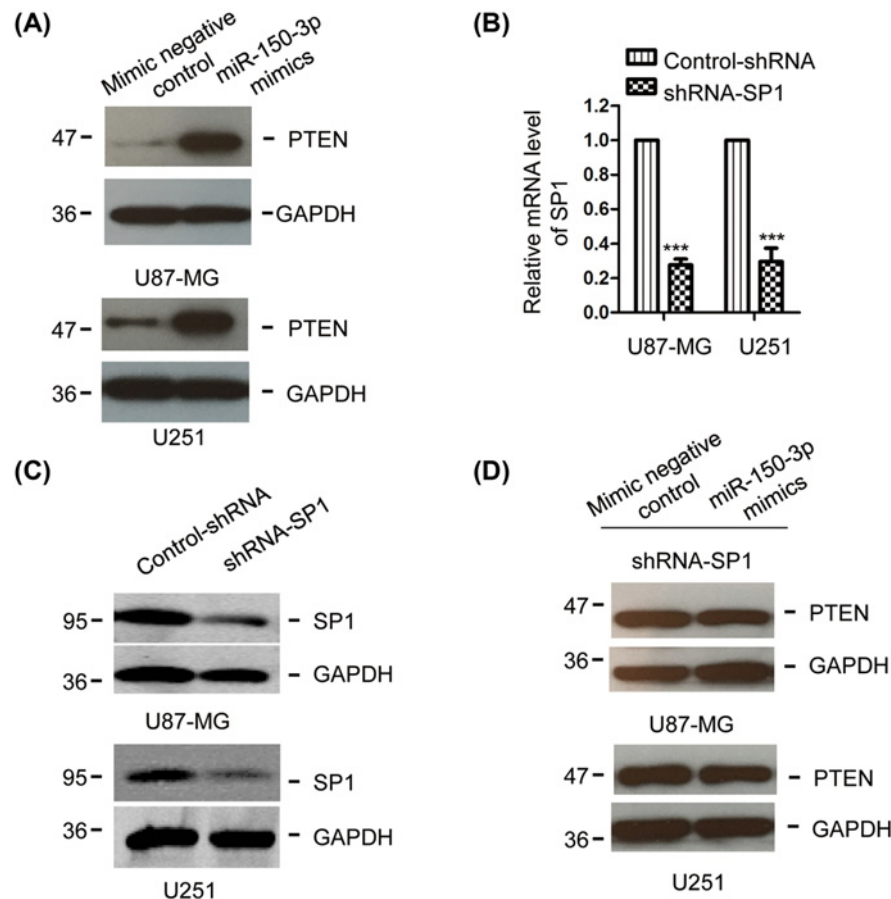 (A)
Mimic negative
control
miR-150-3p
mimics
47 – – PTEN
36 – –GAPDH
U87-MG
47 – – PTEN
36 – – GAPDH
U251
(B)
Control-shRNA
shRNA-SP1
Relative mRNA level
of SP1
1.2
1.0
0.8
0.6
0.4
0.2
0.0
***
***
U87-MG U251
(C)
Control-shRNA
shRNA-SP1
95 – – SP1
36 – – GAPDH
U87-MG
95 – – SP1
36 – – GAPDH
U251
(D)
Mimic negative
control
miR-150-3p
mimics
shRNA-SP1
47 – – PTEN
36 – – GAPDH
U87-MG
47 – – PTEN
36 – – GAPDH
U251